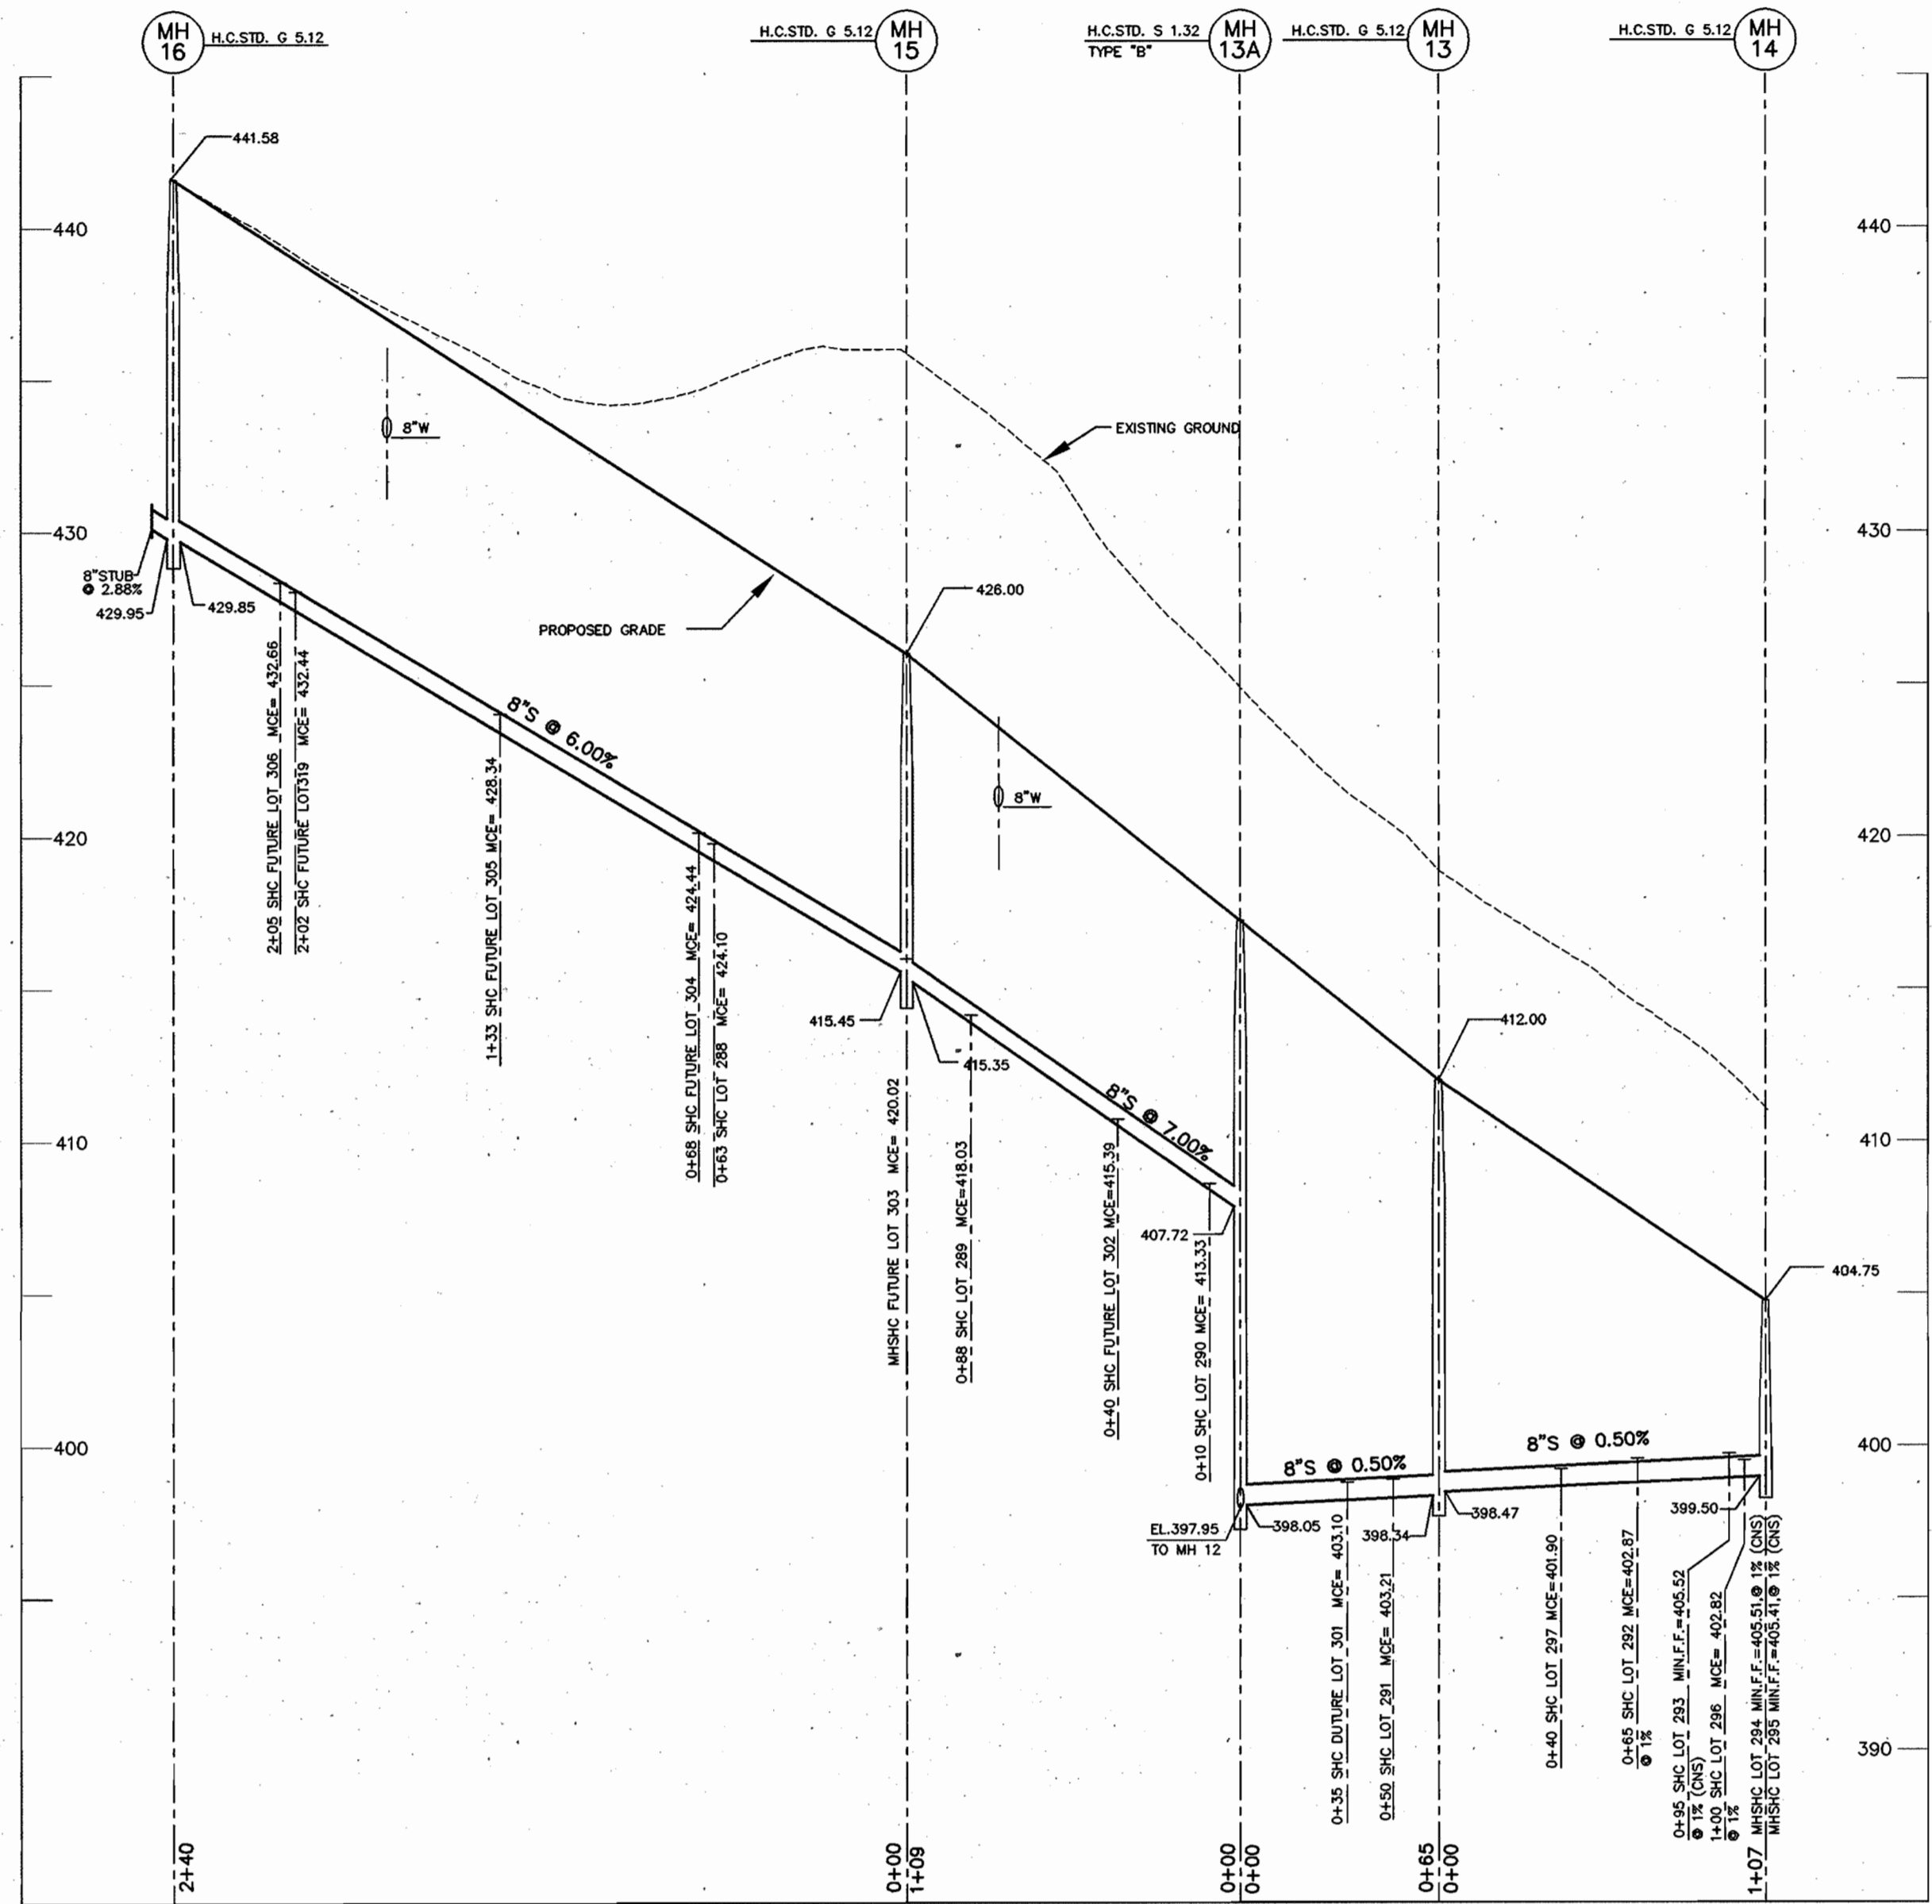 MH
16
H.C.STD. G 5.12
H.C.STD. G 5.12
MH
15
H.C.STD. S 1.32
TYPE "B"
MH
13A
H.C.STD. G 5.12
MH
13
H.C.STD. G 5.12
MH
14
441.58
440
440
8"W
EXISTING GROUND
430
430
8"STUB
@ 2.88%
429.95
429.85
426.00
PROPOSED GRADE
2+05 SHC FUTURE LOT 306 MCE= 432.66
2+02 SHC FUTURE LOT319 MCE= 432.44
8"S @ 6.00%
1+33 SHC FUTURE LOT 305 MCE= 428.34
8"W
420
420
0+68 SHC FUTURE LOT 304 MCE= 424.44
0+63 SHC LOT 288 MCE= 424.10
415.45
415.35
412.00
MHSHC FUTURE LOT 303 MCE= 420.02
0+88 SHC LOT 289 MCE=418.03
8"S @ 7.00%
410
410
0+40 SHC FUTURE LOT 302 MCE=415.39
407.72
0+10 SHC LOT 290 MCE= 413.33
404.75
400
400
8"S @ 0.50%
8"S @ 0.50%
EL.397.95
TO MH 12
398.05
398.34
398.47
399.50
0+35 SHC DUTURE LOT 301 MCE= 403.10
0+50 SHC LOT 291 MCE= 403.21
0+40 SHC LOT 297 MCE=401.90
0+65 SHC LOT 292 MCE=402.87
@ 1%
0+95 SHC LOT 293 MIN.F.F.=405.52
@ 1% (CNS)
1+00 SHC LOT 296 MCE= 402.82
@ 1%
MHSHC LOT 294 MIN.F.F.=405.51,@ 1% (CNS)
MHSHC LOT 295 MIN.F.F.=405.41,@ 1% (CNS)
390
2+40
0+00
1+09
0+00
0+00
0+65
0+00
1+07